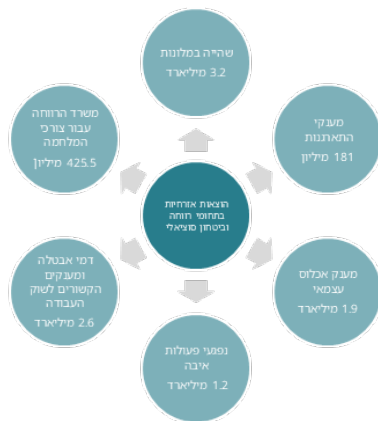 שהייה במלונות
3.2 מיליארד
מענקי
התארגנות
181 מיליון
מענק אכלוס
עצמאי
1.9 מיליארד
נפגעי פעולות
איבה
1.2 מיליארד
דמי אבטלה
ומענקים
הקשורים לשוק
העבודה
2.6 מיליארד
משרד הרווחה
עבור צורכי
המלחמה
425.5 מיליון
הוצאות אזרחיות
בתחומי רווחה
וביטחון סוציאלי